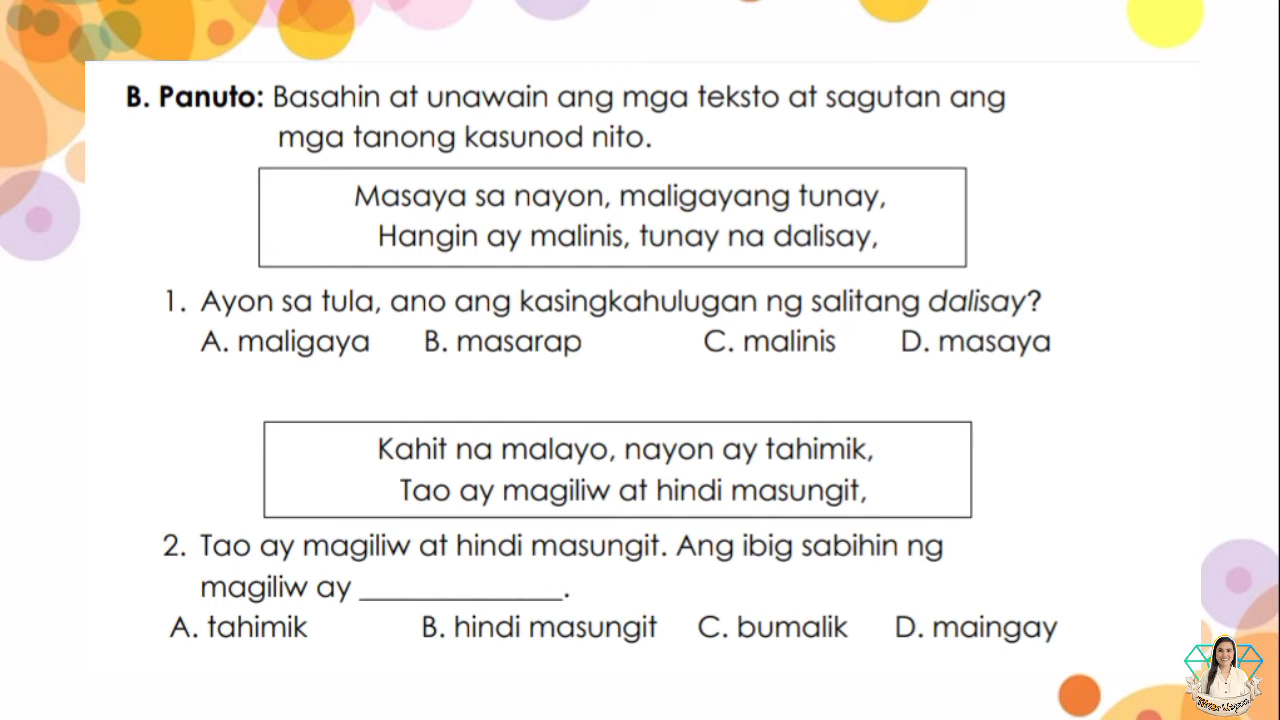 B. Panuto: Basahin at unawain ang mga teksto at sagutan ang
mga tanong kasunod nito.
Masaya sa nayon, maligayang tunay,
Hangin ay malinis, tunay na dalisay,
1. Ayon sa tula, ano ang kasingkahulugan ng salitang dalisay?
A. maligaya B. masarap C. malinis D. masaya
Kahit na malayo, nayon ay tahimik,
Tao ay magiliw at hindi masungit,
2. Tao ay magiliw at hindi masungit. Ang ibig sabihin ng
magiliw ay _____________.
A. tahimik B. hindi masungit C. bumalik D. maingay